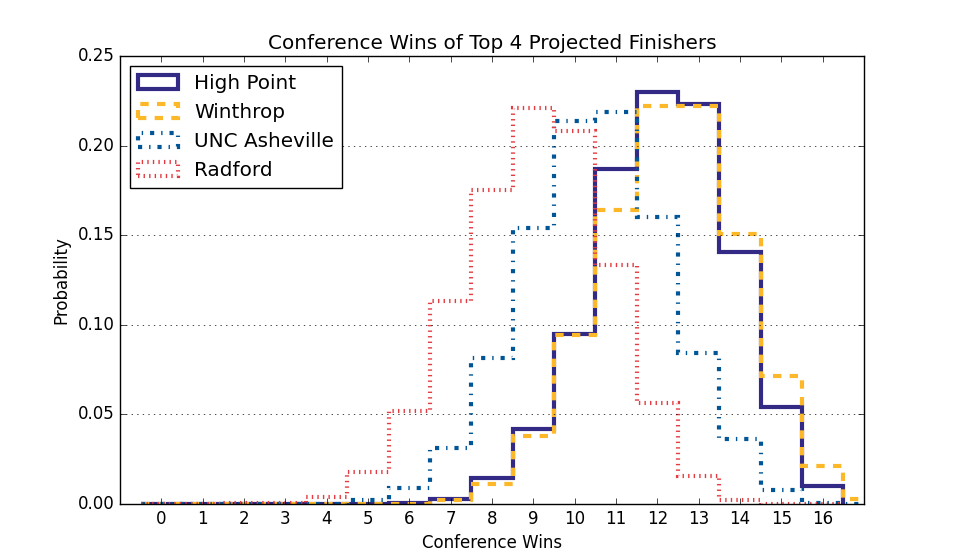 Conference Wins of Top 4 Projected Finishers
High Point
Winthrop
UNC Asheville
Radford
Probability
0.25
0.20
0.15
0.10
0.05
0.00
0 1 2 3 4 5 6 7 8 9 10 11 12 13 14 15 16
Conference Wins